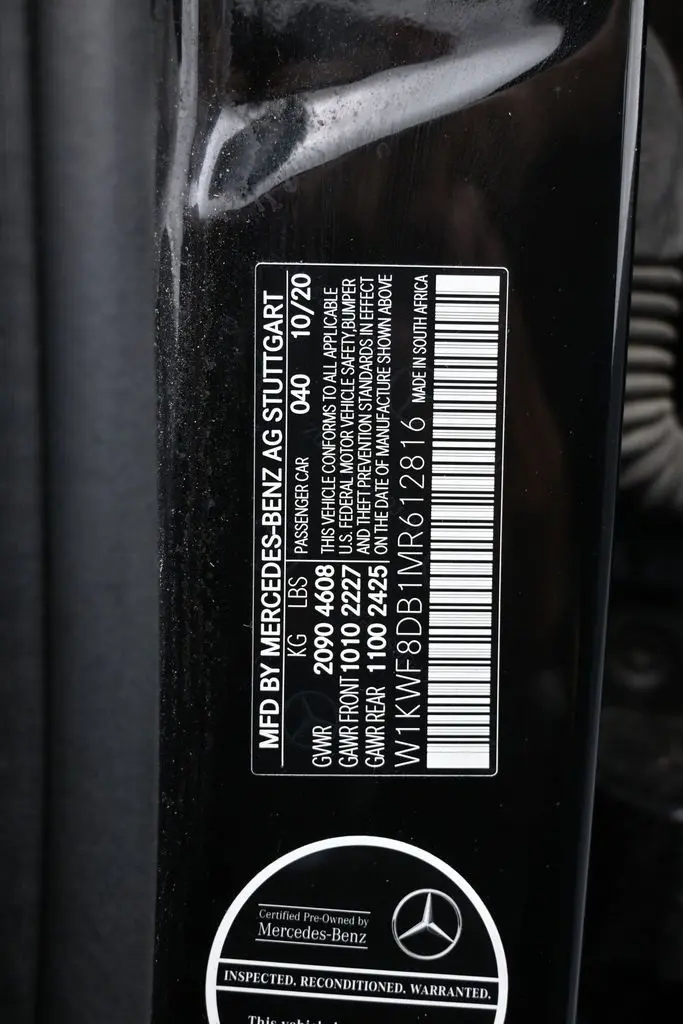 MFD BY MERCEDES-BENZ AG STUTTGART
KG LBS PASSENGER CAR 040 10/20
GVWR 2090 4608 THIS VEHICLE CONFORMS TO ALL APPLICABLE
GAWR FRONT 1010 2227 U.S. FEDERAL MOTOR VEHICLE SAFETY,BUMPER
GAWR REAR 1100 2425 AND THEFT PREVENTION STANDARDS IN EFFECT
ON THE DATE OF MANUFACTURE SHOWN ABOVE
W1KWF8DB1MR612816 MADE IN SOUTH AFRICA
Certified Pre-Owned by
Mercedes-Benz
INSPECTED. RECONDITIONED. WARRANTED.
This